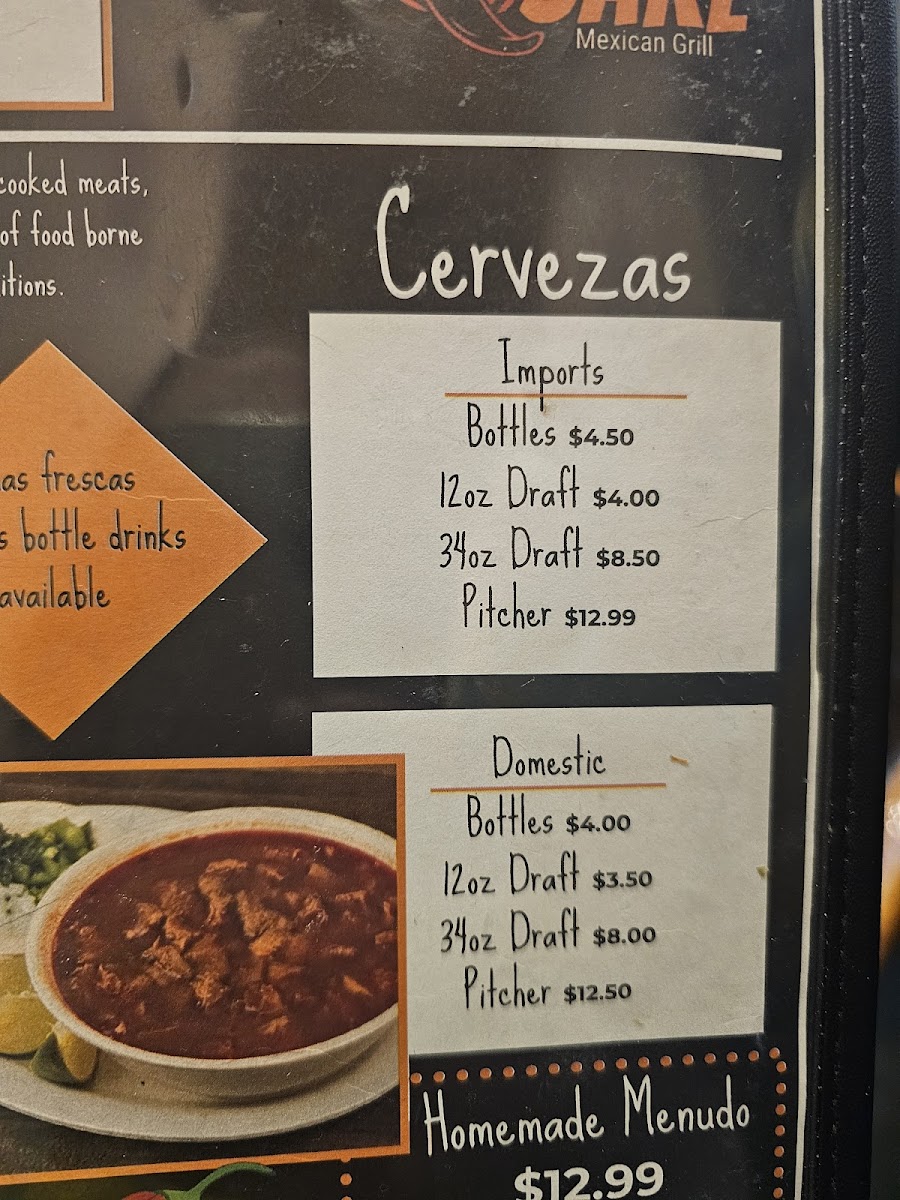 Mexican Grill
cooked meats,
of food borne
itions.
Cervezas
Imports
Bottles $4.50
12oz Draft $4.00
34oz Draft $8.50
Pitcher $12.99
as frescas
s bottle drinks
available
Domestic
Bottles $4.00
12oz Draft $3.50
34oz Draft $8.00
Pitcher $12.50
Homemade Menudo
$12.99